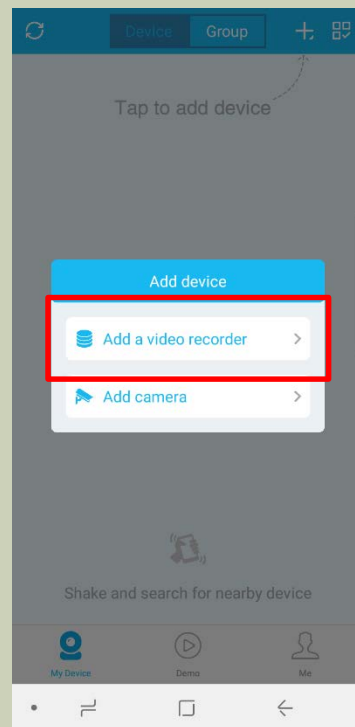 Device Group
Tap to add device
Add device
Add a video recorder
Add camera
Shake and search for nearby device
My Device Demo Me